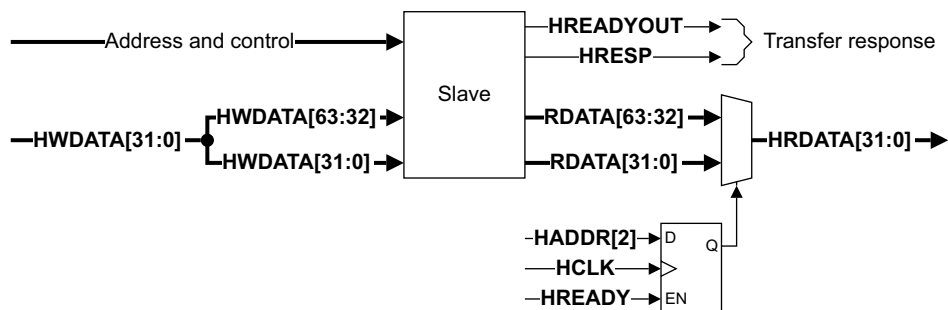 HREADYOUT
Address and control
Transfer response
HRESP
Slave
HWDATA[63:32]
RDATA[63:32]
HWDATA[31:0]
HRDATA[31:0]
HWDATA[31:0]
RDATA[31:0]
HADDR[2]
D
Q
HCLK
HREADY
EN